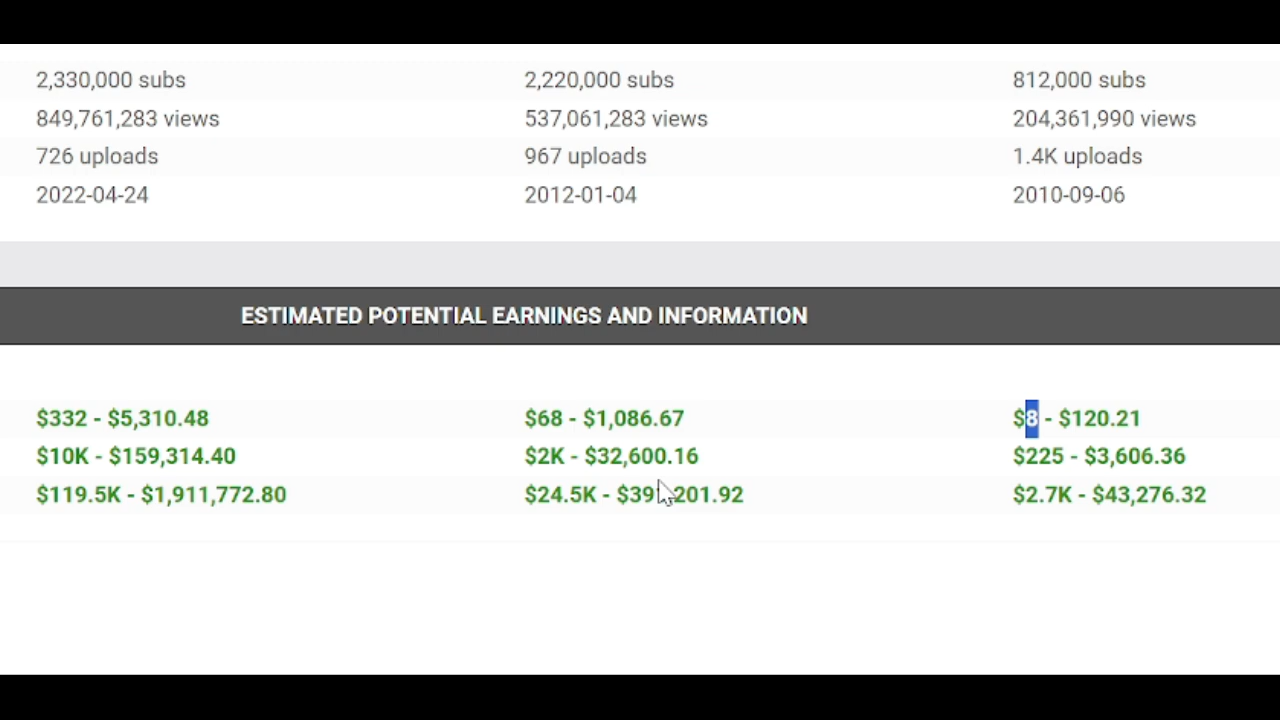 2,330,000 subs 2,220,000 subs 812,000 subs
849,761,283 views 537,061,283 views 204,361,990 views
726 uploads 967 uploads 1.4K uploads
2022-04-24 2012-01-04 2010-09-06
ESTIMATED POTENTIAL EARNINGS AND INFORMATION
$332 - $5,310.48 $68 - $1,086.67 $8 - $120.21
$10K - $159,314.40 $2K - $32,600.16 $225 - $3,606.36
$119.5K - $1,911,772.80 $24.5K - $2.7K - $43,276.32